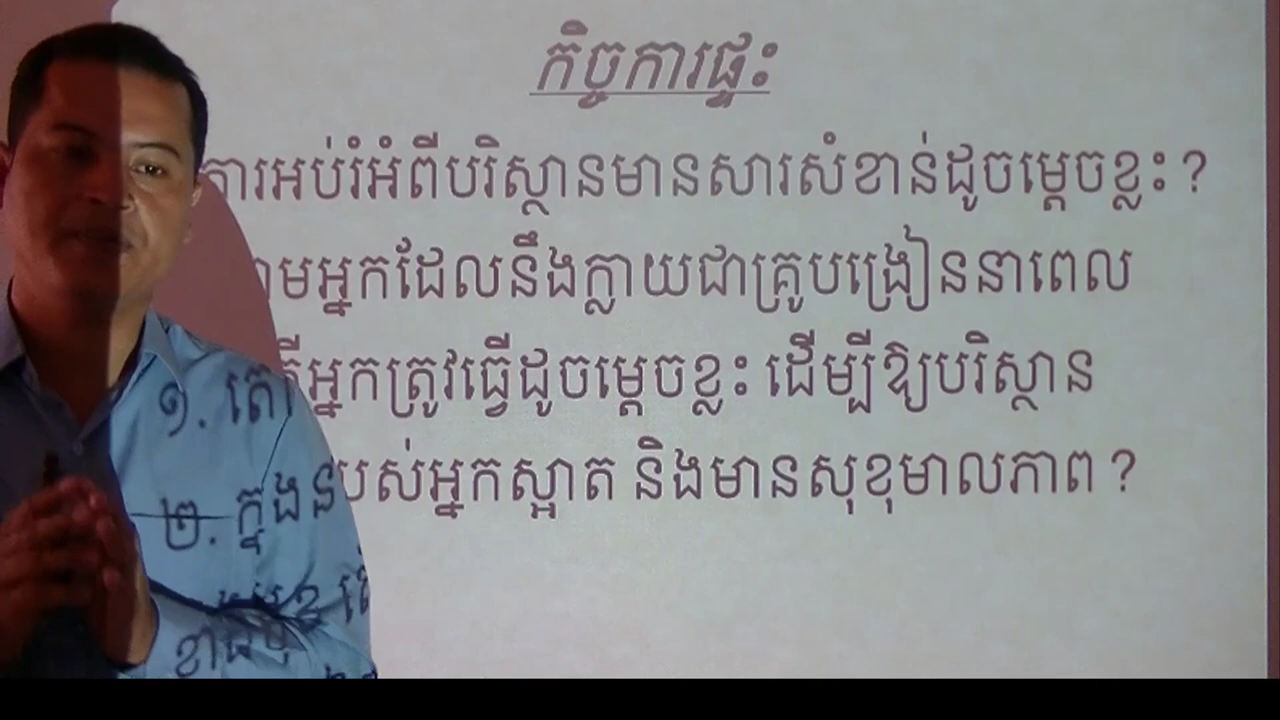 កិច្ចការផ្ទះ
១. តើ ការអប់រំអំពីបរិស្ថានមានសារសំខាន់ដូចម្ដេចខ្លះ ?
២. ក្នុងន ាមអ្នកដែលនឹងក្លាយជាគ្រូបង្រៀននាពេល
តើអ្នកត្រូវធ្វើដូចម្ដេចខ្លះ ដើម្បីឱ្យបរិស្ថាន
របស់អ្នកស្អាត និងមានសុខុមាលភាព ?